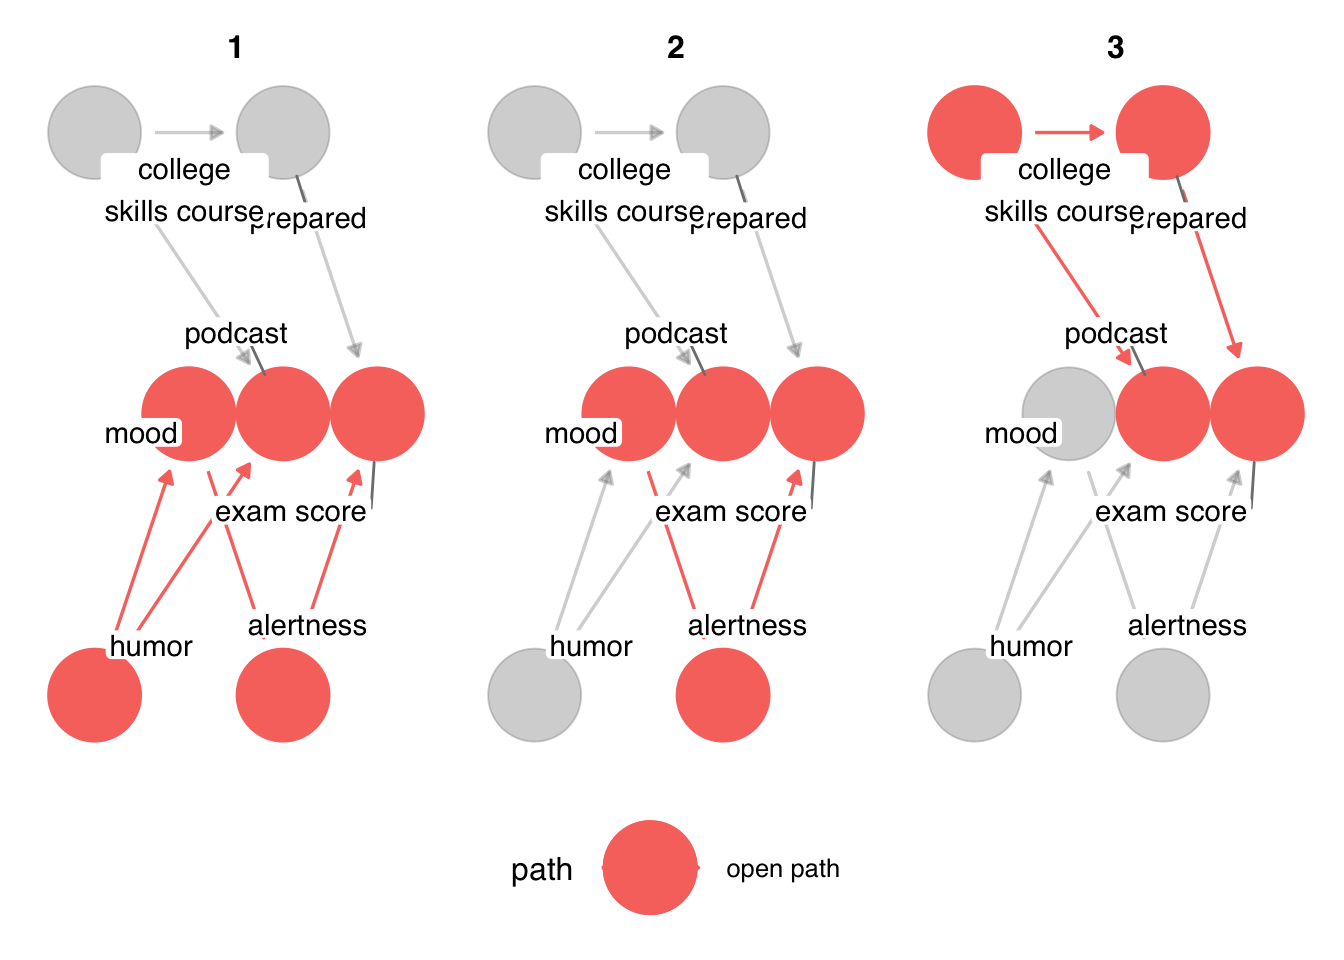 1
college
skills course
prepared
podcast
mood
exam score
alertness
humor
2
college
skills course
prepared
podcast
mood
exam score
alertness
humor
3
college
skills course
prepared
podcast
mood
exam score
alertness
humor
path
open path